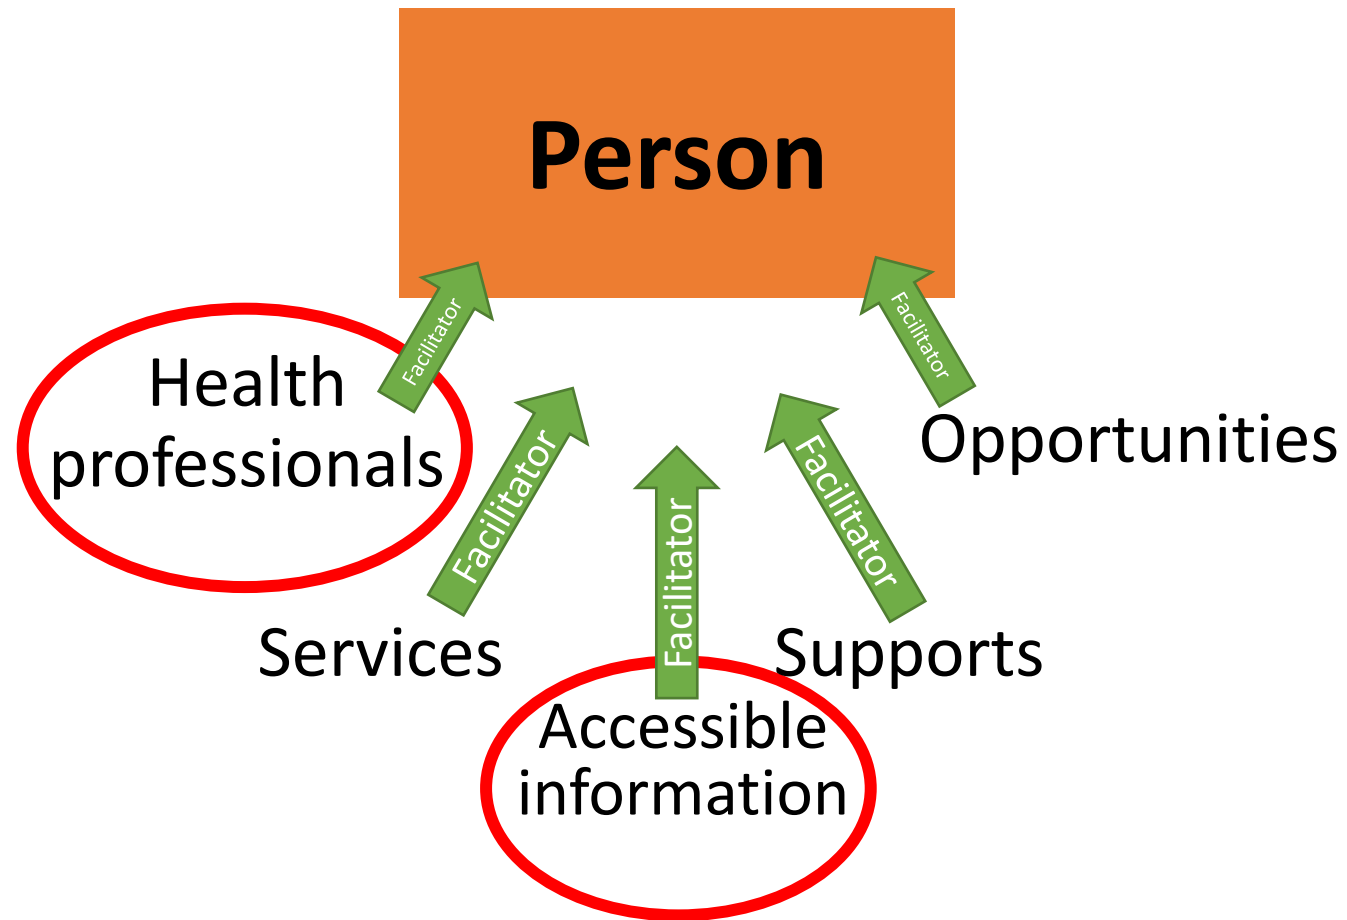 Person
Facilitator
Facilitator
Health
professionals
Opportunities
Facilitator
Facilitator
Facilitator
Services
Supports
Accessible
information